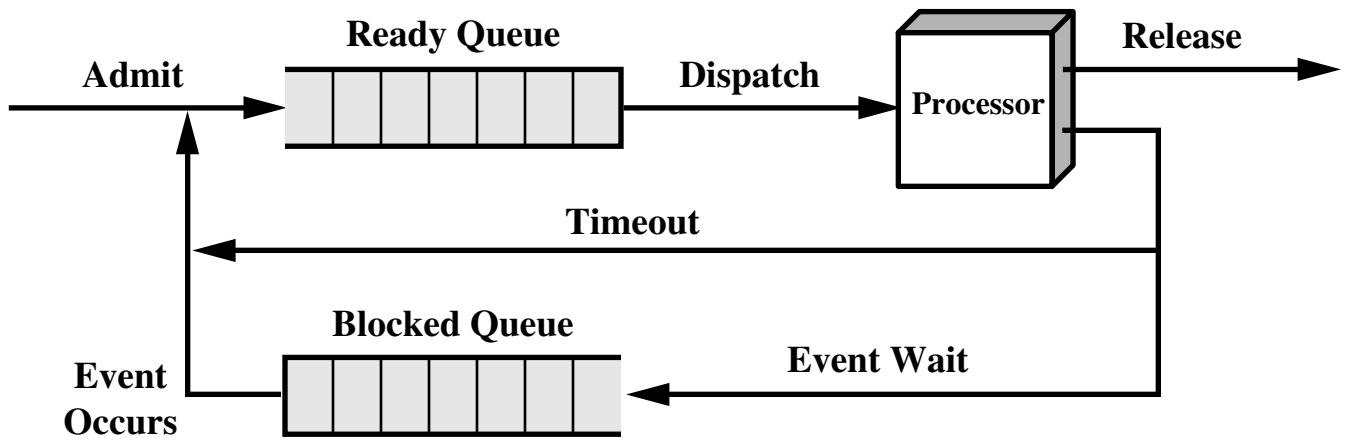 Ready Queue
Admit
Dispatch
Processor
Release
Timeout
Blocked Queue
Event Wait
Event
Occurs